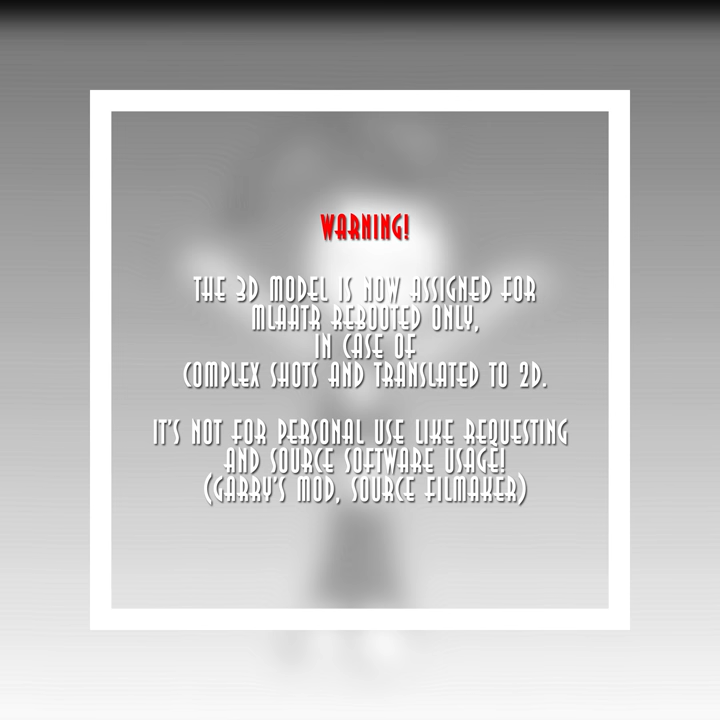 WARNING!
THE 3D MODEL IS NOW ASSIGNED FOR
MLAATR REBOOTED ONLY,
IN CASE OF
COMPLEX SHOTS AND TRANSLATED TO 2D.
IT'S NOT FOR PERSONAL USE LIKE REQUESTING
AND SOURCE SOFTWARE USAGE!
(GARRY'S MOD, SOURCE FILMAKER)